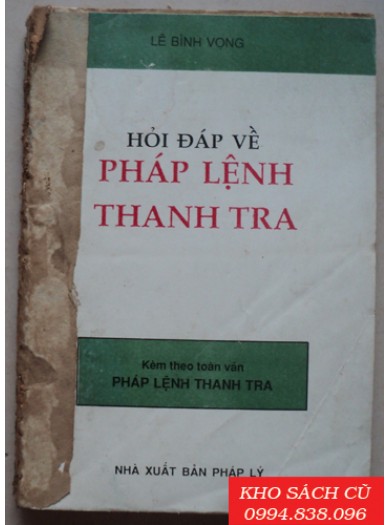 LÊ BÌNH VỌNG
HỎI ĐÁP VỀ
PHÁP LỆNH
THANH TRA
Kèm theo toàn văn
PHÁP LỆNH THANH TRA
NHÀ XUẤT BẢN PHÁP LÝ
KHO SÁCH CŨ
0994.838.096